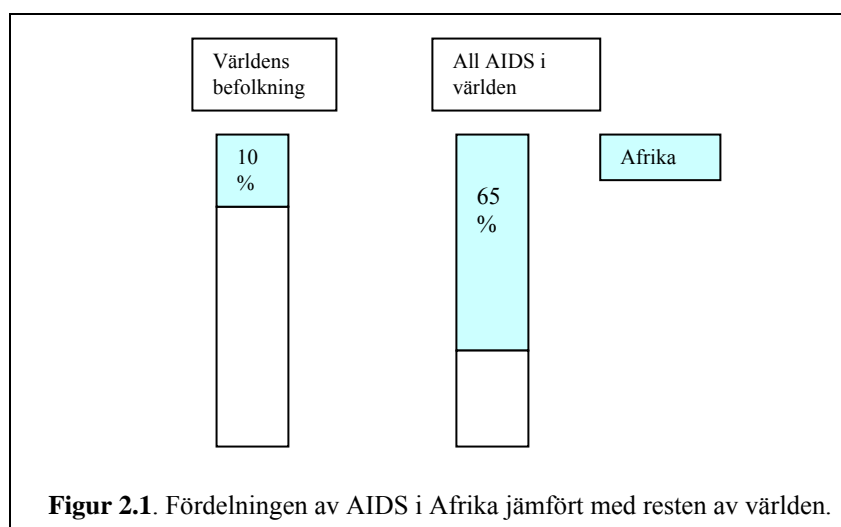 Världens
befolkning
All AIDS i
världen
10
%
65
%
Afrika
Figur 2.1. Fördelningen av AIDS i Afrika jämfört med resten av världen.